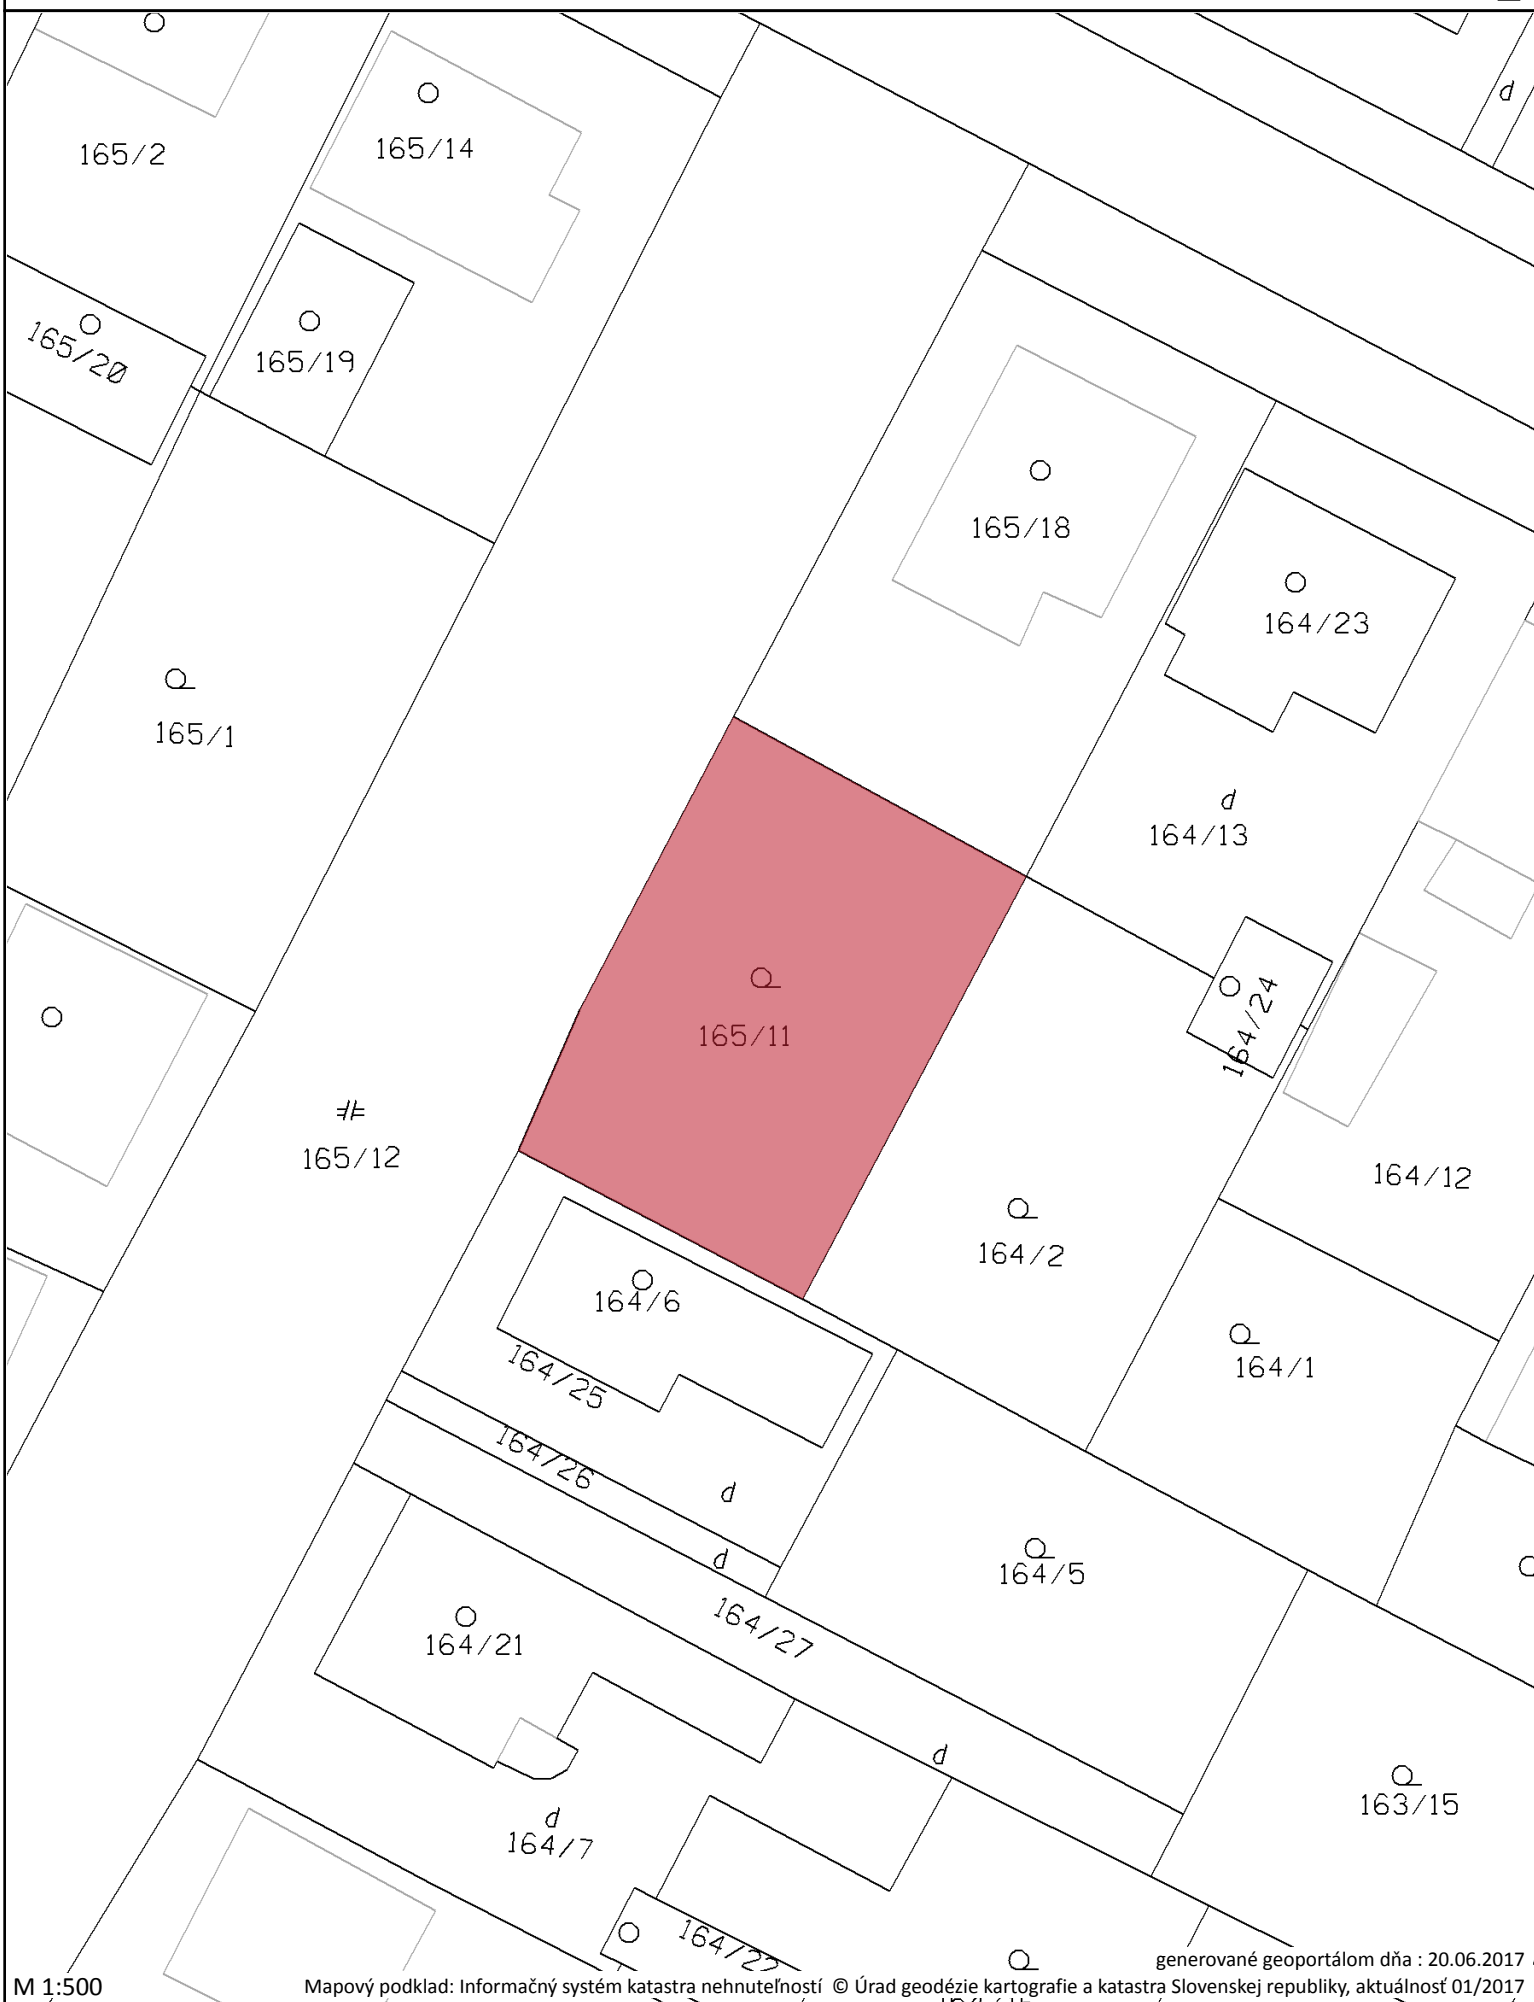 d
165/2
165/14
165/20
165/19
165/18
164/23
165/1
d
164/13
164/24
165/11
165/12
164/12
164/2
164/6
164/1
164/25
164/26
d
d
164/5
164/27
164/21
d
163/15
d
164/7
164/22
generované geoportálom dňa : 20.06.2017
M 1:500
Mapový podklad: Informačný systém katastra nehnuteľností © Úrad geodézie kartografie a katastra Slovenskej republiky, aktuálnosť 01/2017